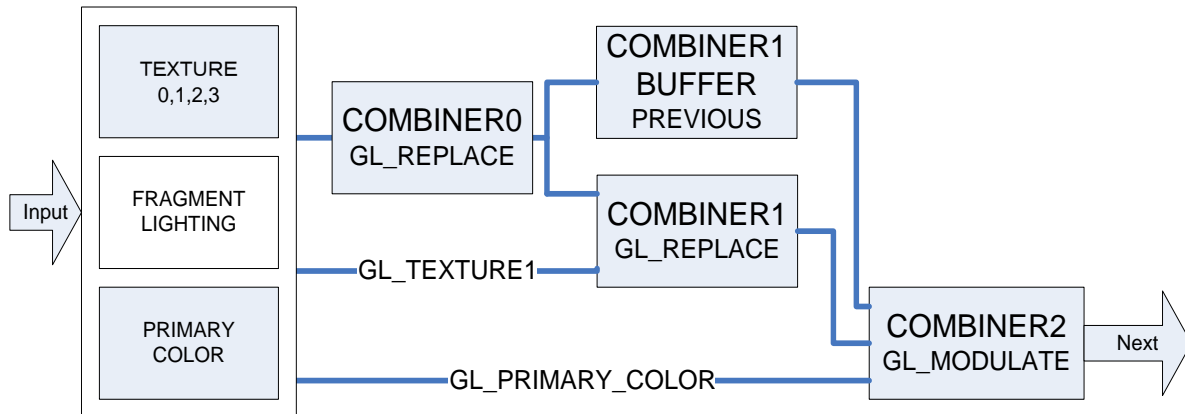 Input
TEXTURE
0,1,2,3
FRAGMENT
LIGHTING
PRIMARY
COLOR
COMBINER0
GL_REPLACE
COMBINER1
BUFFER
PREVIOUS
COMBINER1
GL_REPLACE
GL_TEXTURE1
GL_PRIMARY_COLOR
COMBINER2
GL_MODULATE
Next